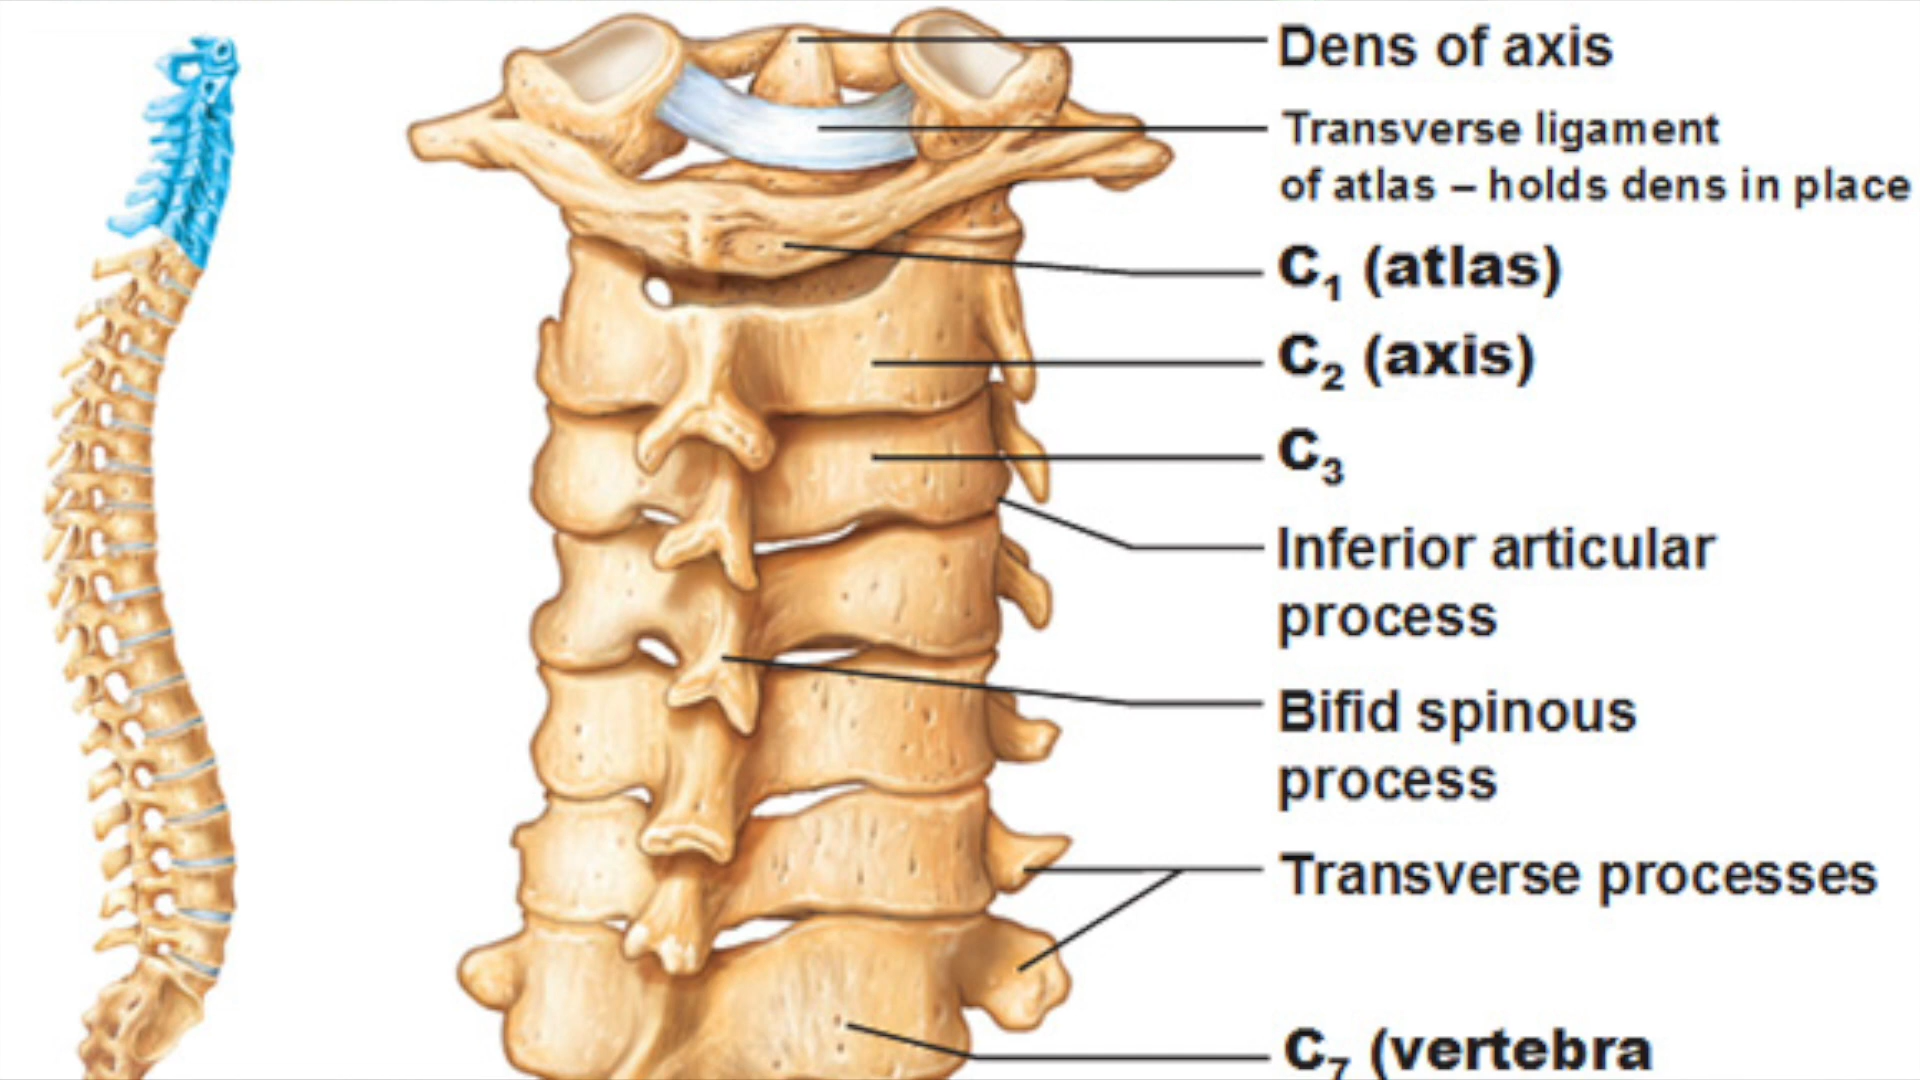 Dens of axis
Transverse ligament
of atlas – holds dens in place
C₁ (atlas)
C₂ (axis)
C₃
Inferior articular
process
Bifid spinous
process
Transverse processes
C₇ (vertebra